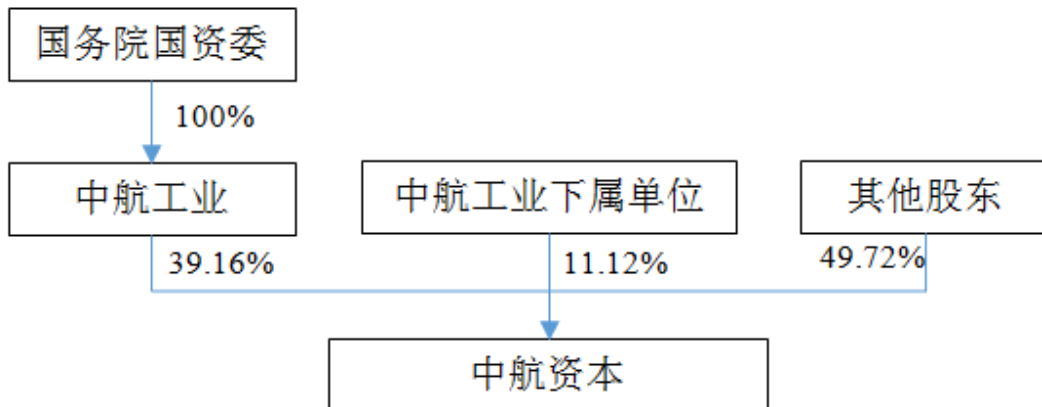 国务院国资委
100%
中航工业
中航工业下属单位
其他股东
39.16%
11.12%
49.72%
中航资本